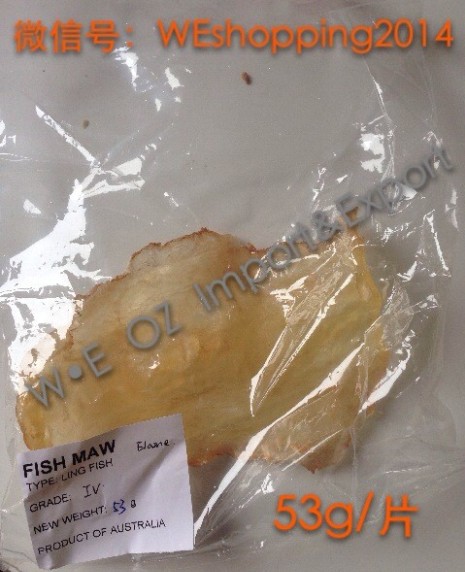 微信号：WEshopping2014
W•E OZ Import&Export
FISH MAW
TYPE: LING FISH
GRADE: IV
NEW WEIGHT: 53 g
PRODUCT OF AUSTRALIA
53g/片